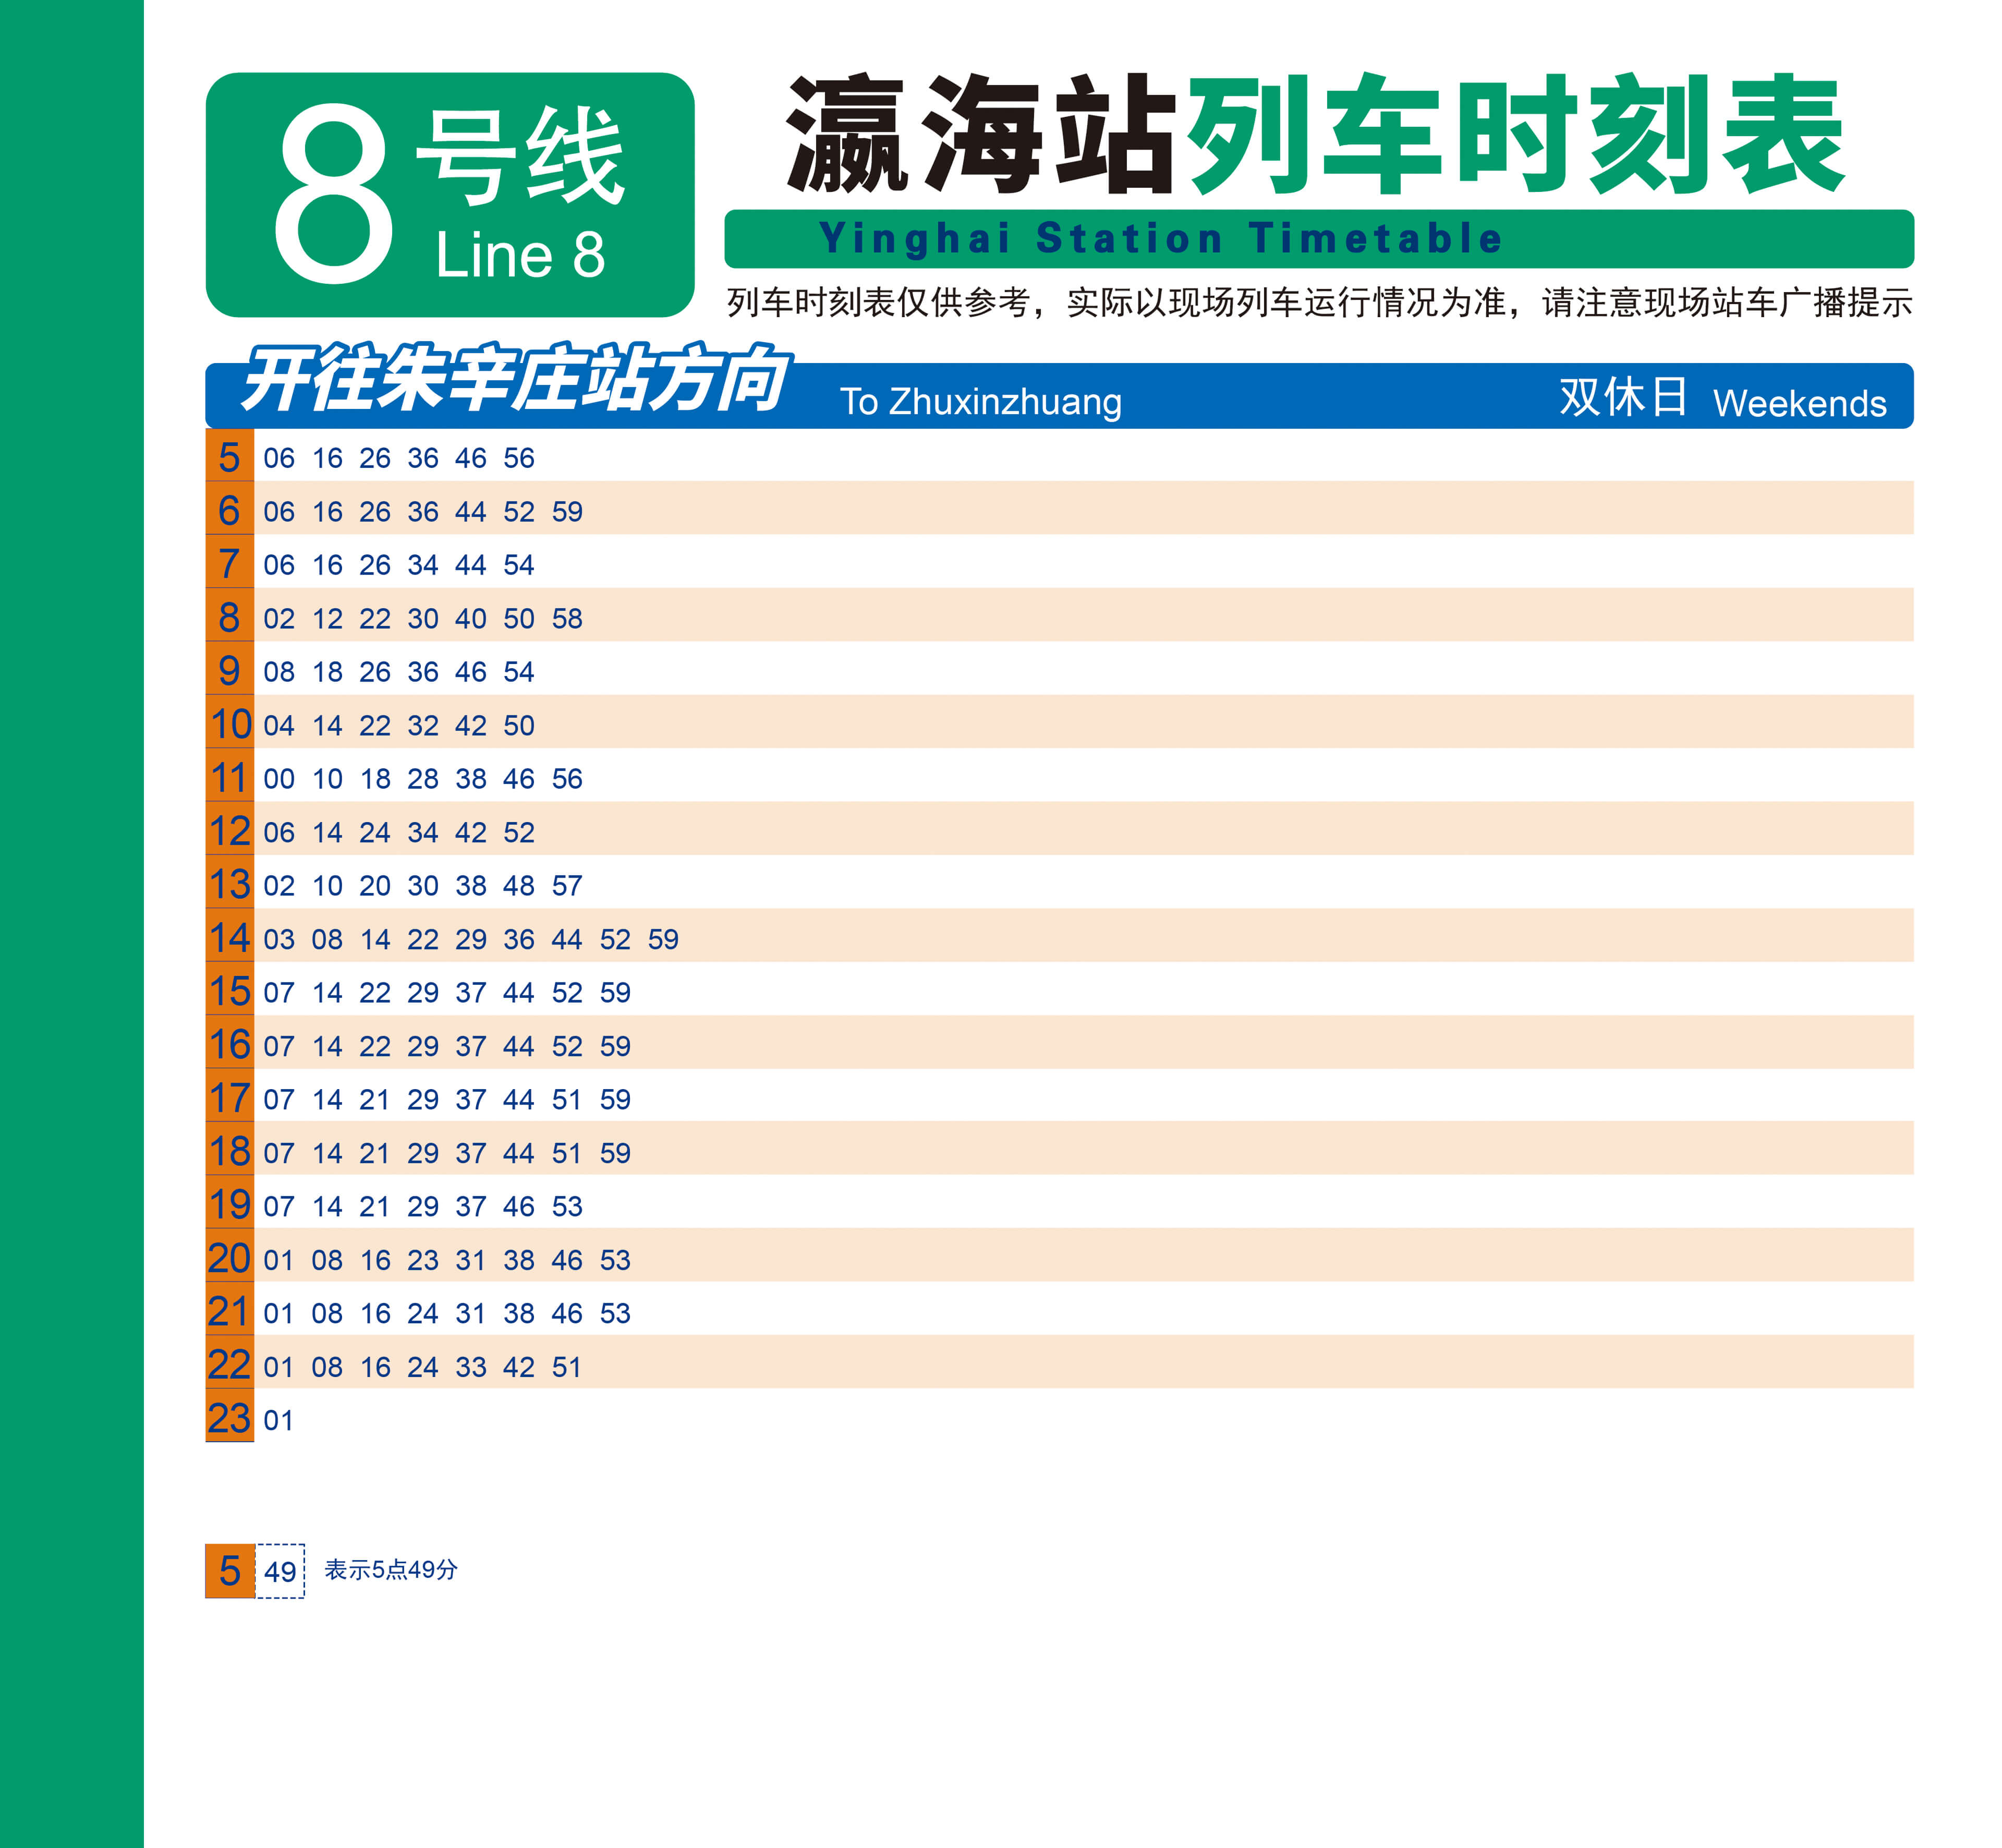 8号线
Line 8
瀛海站列车时刻表
Yinghai Station Timetable
列车时刻表仅供参考，实际以现场列车运行情况为准，请注意现场站车广播提示
开往朱辛庄站方向 To Zhuxinzhuang 双休日 Weekends
5 06 16 26 36 46 56
6 06 16 26 36 44 52 59
7 06 16 26 34 44 54
8 02 12 22 30 40 50 58
9 08 18 26 36 46 54
10 04 14 22 32 42 50
11 00 10 18 28 38 46 56
12 06 14 24 34 42 52
13 02 10 20 30 38 48 57
14 03 08 14 22 29 36 44 52 59
15 07 14 22 29 37 44 52 59
16 07 14 22 29 37 44 52 59
17 07 14 21 29 37 44 51 59
18 07 14 21 29 37 44 51 59
19 07 14 21 29 37 46 53
20 01 08 16 23 31 38 46 53
21 01 08 16 24 31 38 46 53
22 01 08 16 24 33 42 51
23 01
5 49 表示5点49分